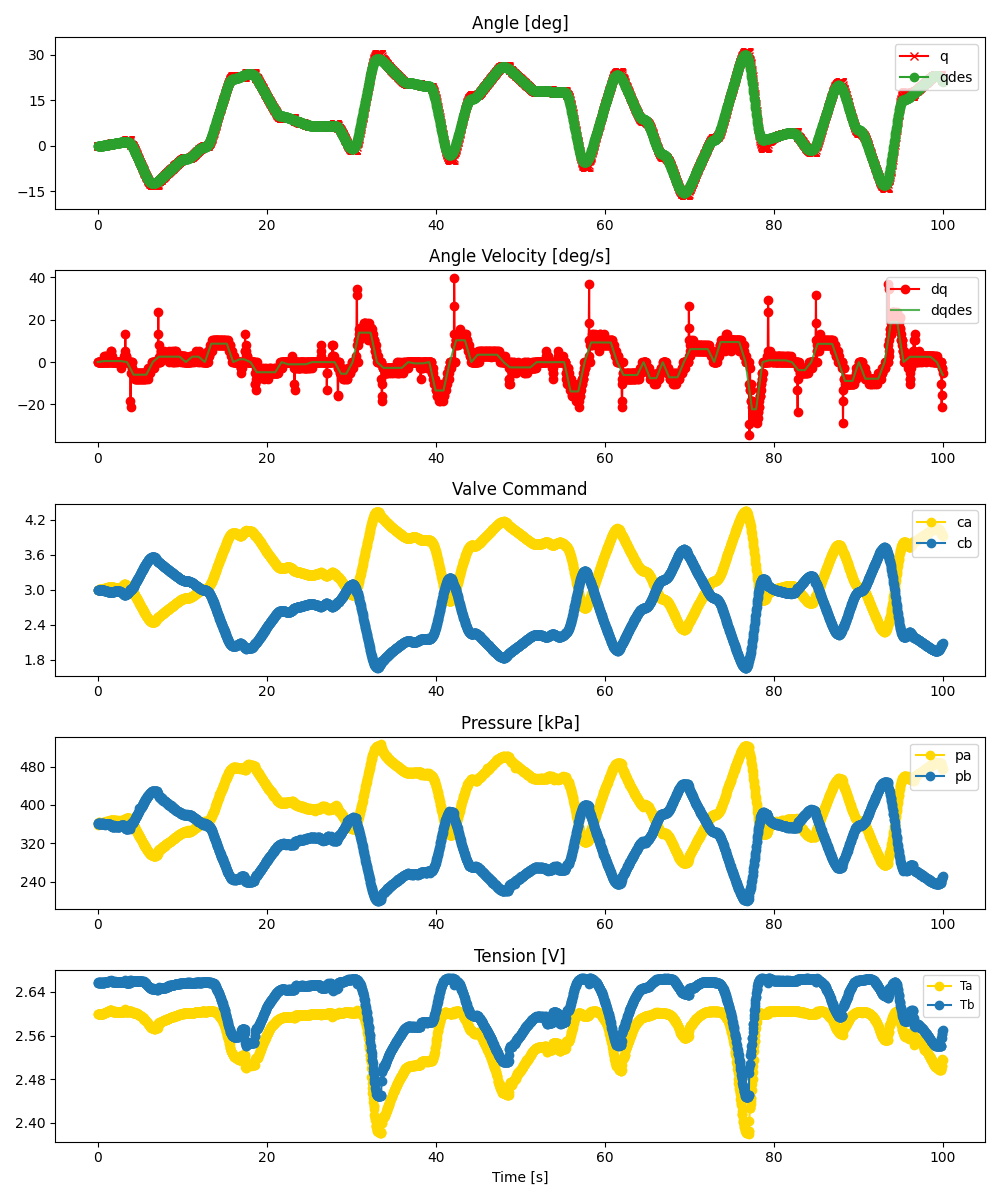 Angle [deg]
30
15
0
−15
q
qdes
0 20 40 60 80 100
Angle Velocity [deg/s]
40
20
0
−20
dq
dqdes
0 20 40 60 80 100
Valve Command
4.2
3.6
3.0
2.4
1.8
ca
cb
0 20 40 60 80 100
Pressure [kPa]
480
400
320
240
pa
pb
0 20 40 60 80 100
Tension [V]
2.64
2.56
2.48
2.40
Ta
Tb
0 20 40 60 80 100
Time [s]